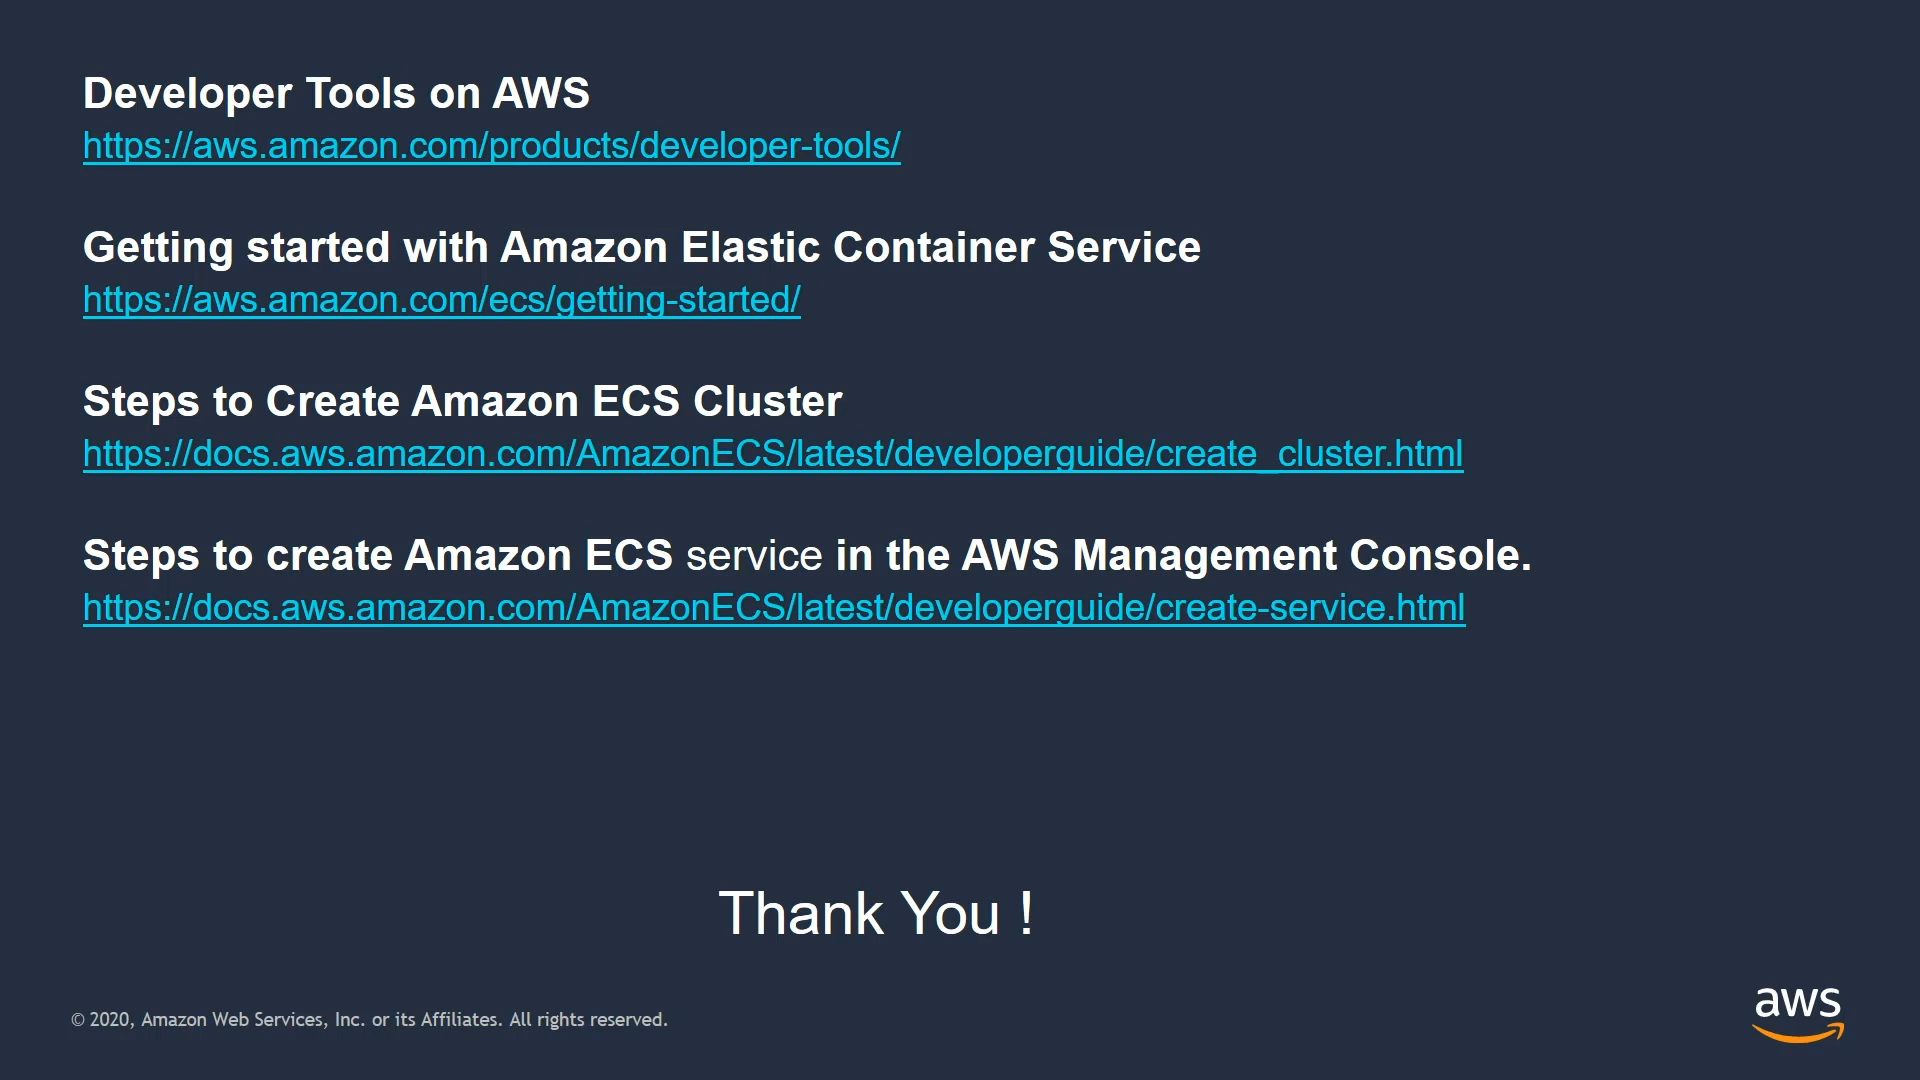 Developer Tools on AWS
https://aws.amazon.com/products/developer-tools/
Getting started with Amazon Elastic Container Service
https://aws.amazon.com/ecs/getting-started/
Steps to Create Amazon ECS Cluster
https://docs.aws.amazon.com/AmazonECS/latest/developerguide/create_cluster.html
Steps to create Amazon ECS service in the AWS Management Console.
https://docs.aws.amazon.com/AmazonECS/latest/developerguide/create-service.html
Thank You !
© 2020, Amazon Web Services, Inc. or its Affiliates. All rights reserved.
aws